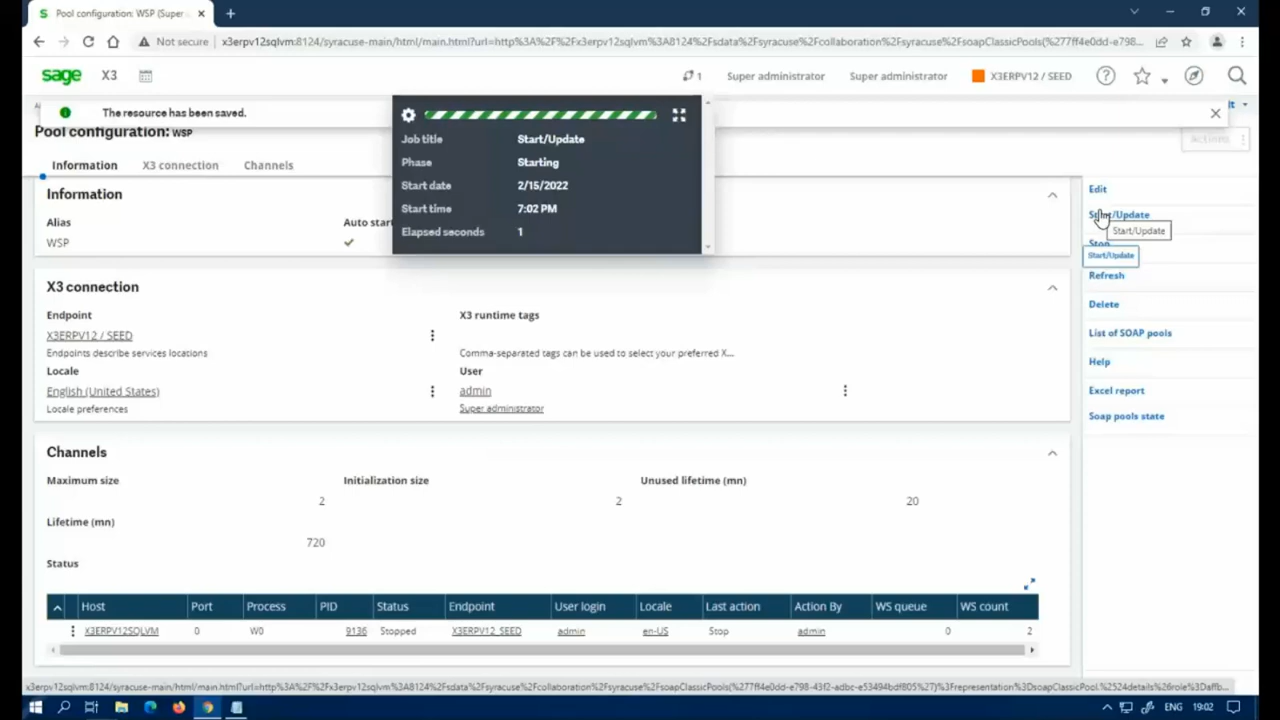 S Pool configuration: WSP (Super
Not secure
x3erpv12sqlvm:8124/syracuse-main/html/main.html?url=http%3A%2F%2Fx3erpv12sqlvm%3A8124%2Fsdata%2Fsyracuse%2Fcollaboration%2Fsyracuse%2FsoapClassicPools(%277ff4e0dd-e798-43f2-adbc-e53...
sage X3
1 Super administrator Super administrator X3ERPV12 / SEED
The resource has been saved.
Pool configuration: WSP
Actions
Information X3 connection Channels
Job title Start/Update
Phase Starting
Start date 2/15/2022
Start time 7:02 PM
Elapsed seconds 1
Information
Alias Auto start
WSP
X3 connection
Endpoint X3 runtime tags
X3ERPV12 / SEED
Endpoints describe services locations Comma-separated tags can be used to select your preferred X...
Locale User
English (United States) admin
Locale preferences Super administrator
Channels
Maximum size Initialization size Unused lifetime (mn)
2 2 20
Lifetime (mn)
720
Status
Host Port Process PID Status Endpoint User login Locale Last action Action By WS queue WS count
X3ERPV12SQLVM 0 W0 9136 Stopped X3ERPV12_SEED admin en-US Stop admin 0 2
Edit
Start/Update
Start/Update
Stop
Start/Update
Refresh
Delete
List of SOAP pools
Help
Excel report
Soap pools state
ENG 19:02